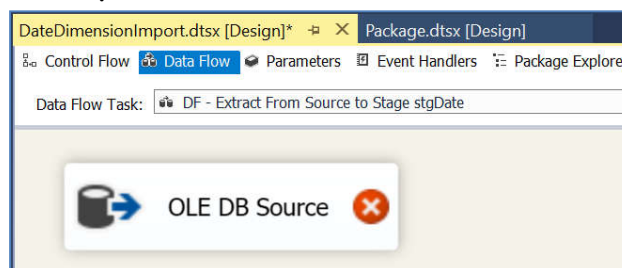 DateDimensionImport.dtsx [Design]* Package.dtsx [Design]
Control Flow Data Flow Parameters Event Handlers Package Explore
Data Flow Task: DF - Extract From Source to Stage stgDate
OLE DB Source